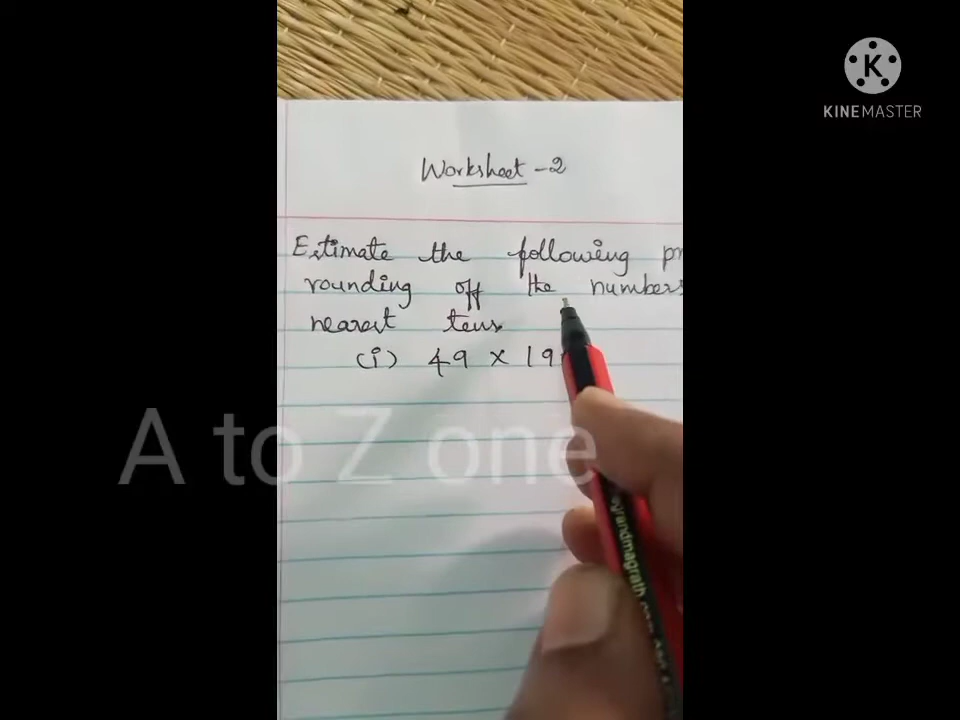 K
KINEMASTER
Worksheet - 2
Estimate the following
rounding off the numbers
nearest tens
(i) 49 x 19
A to Z one